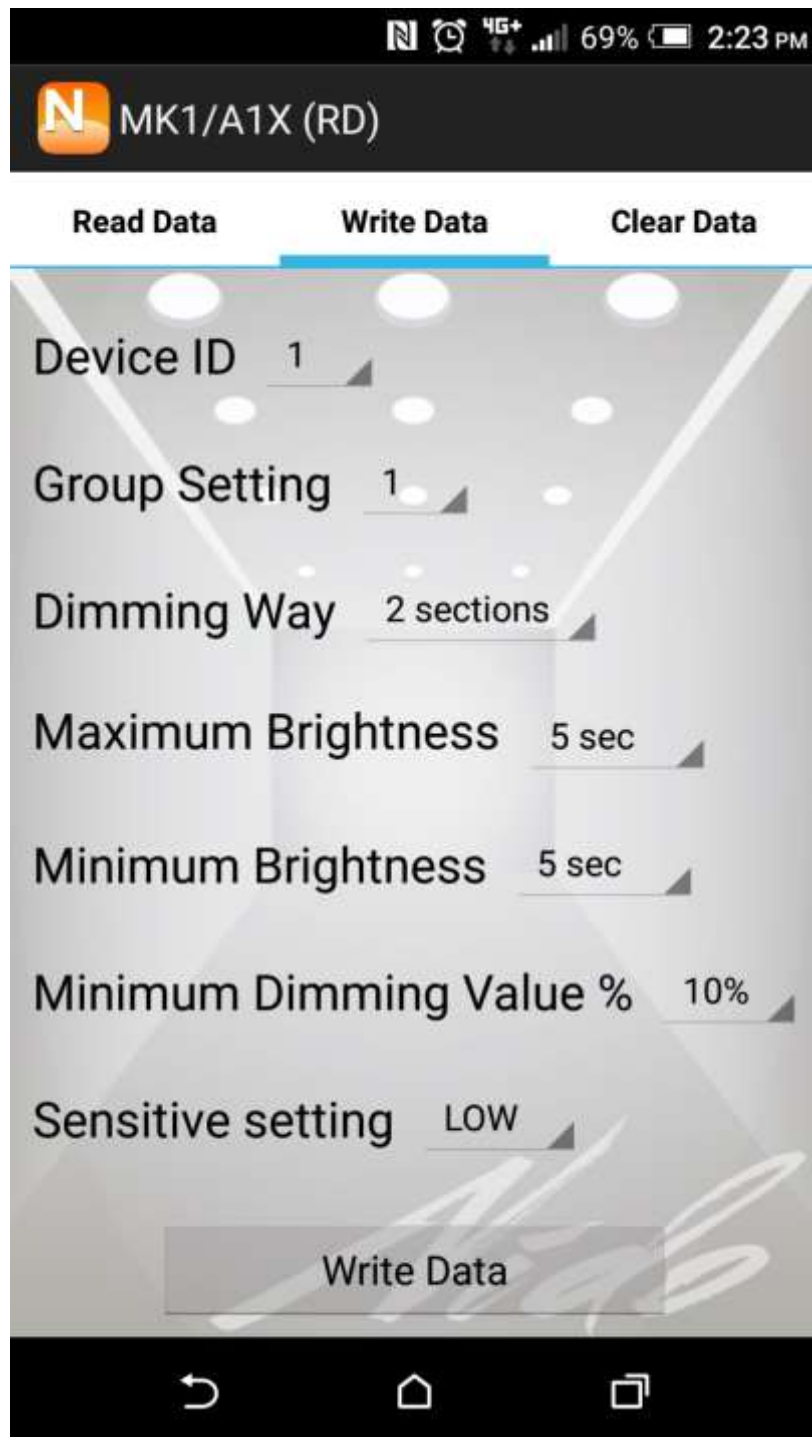 4G+ 69% 2:23 PM
N MK1/A1X (RD)
Read Data Write Data Clear Data
Device ID 1
Group Setting 1
Dimming Way 2 sections
Maximum Brightness 5 sec
Minimum Brightness 5 sec
Minimum Dimming Value % 10%
Sensitive setting LOW
Write Data